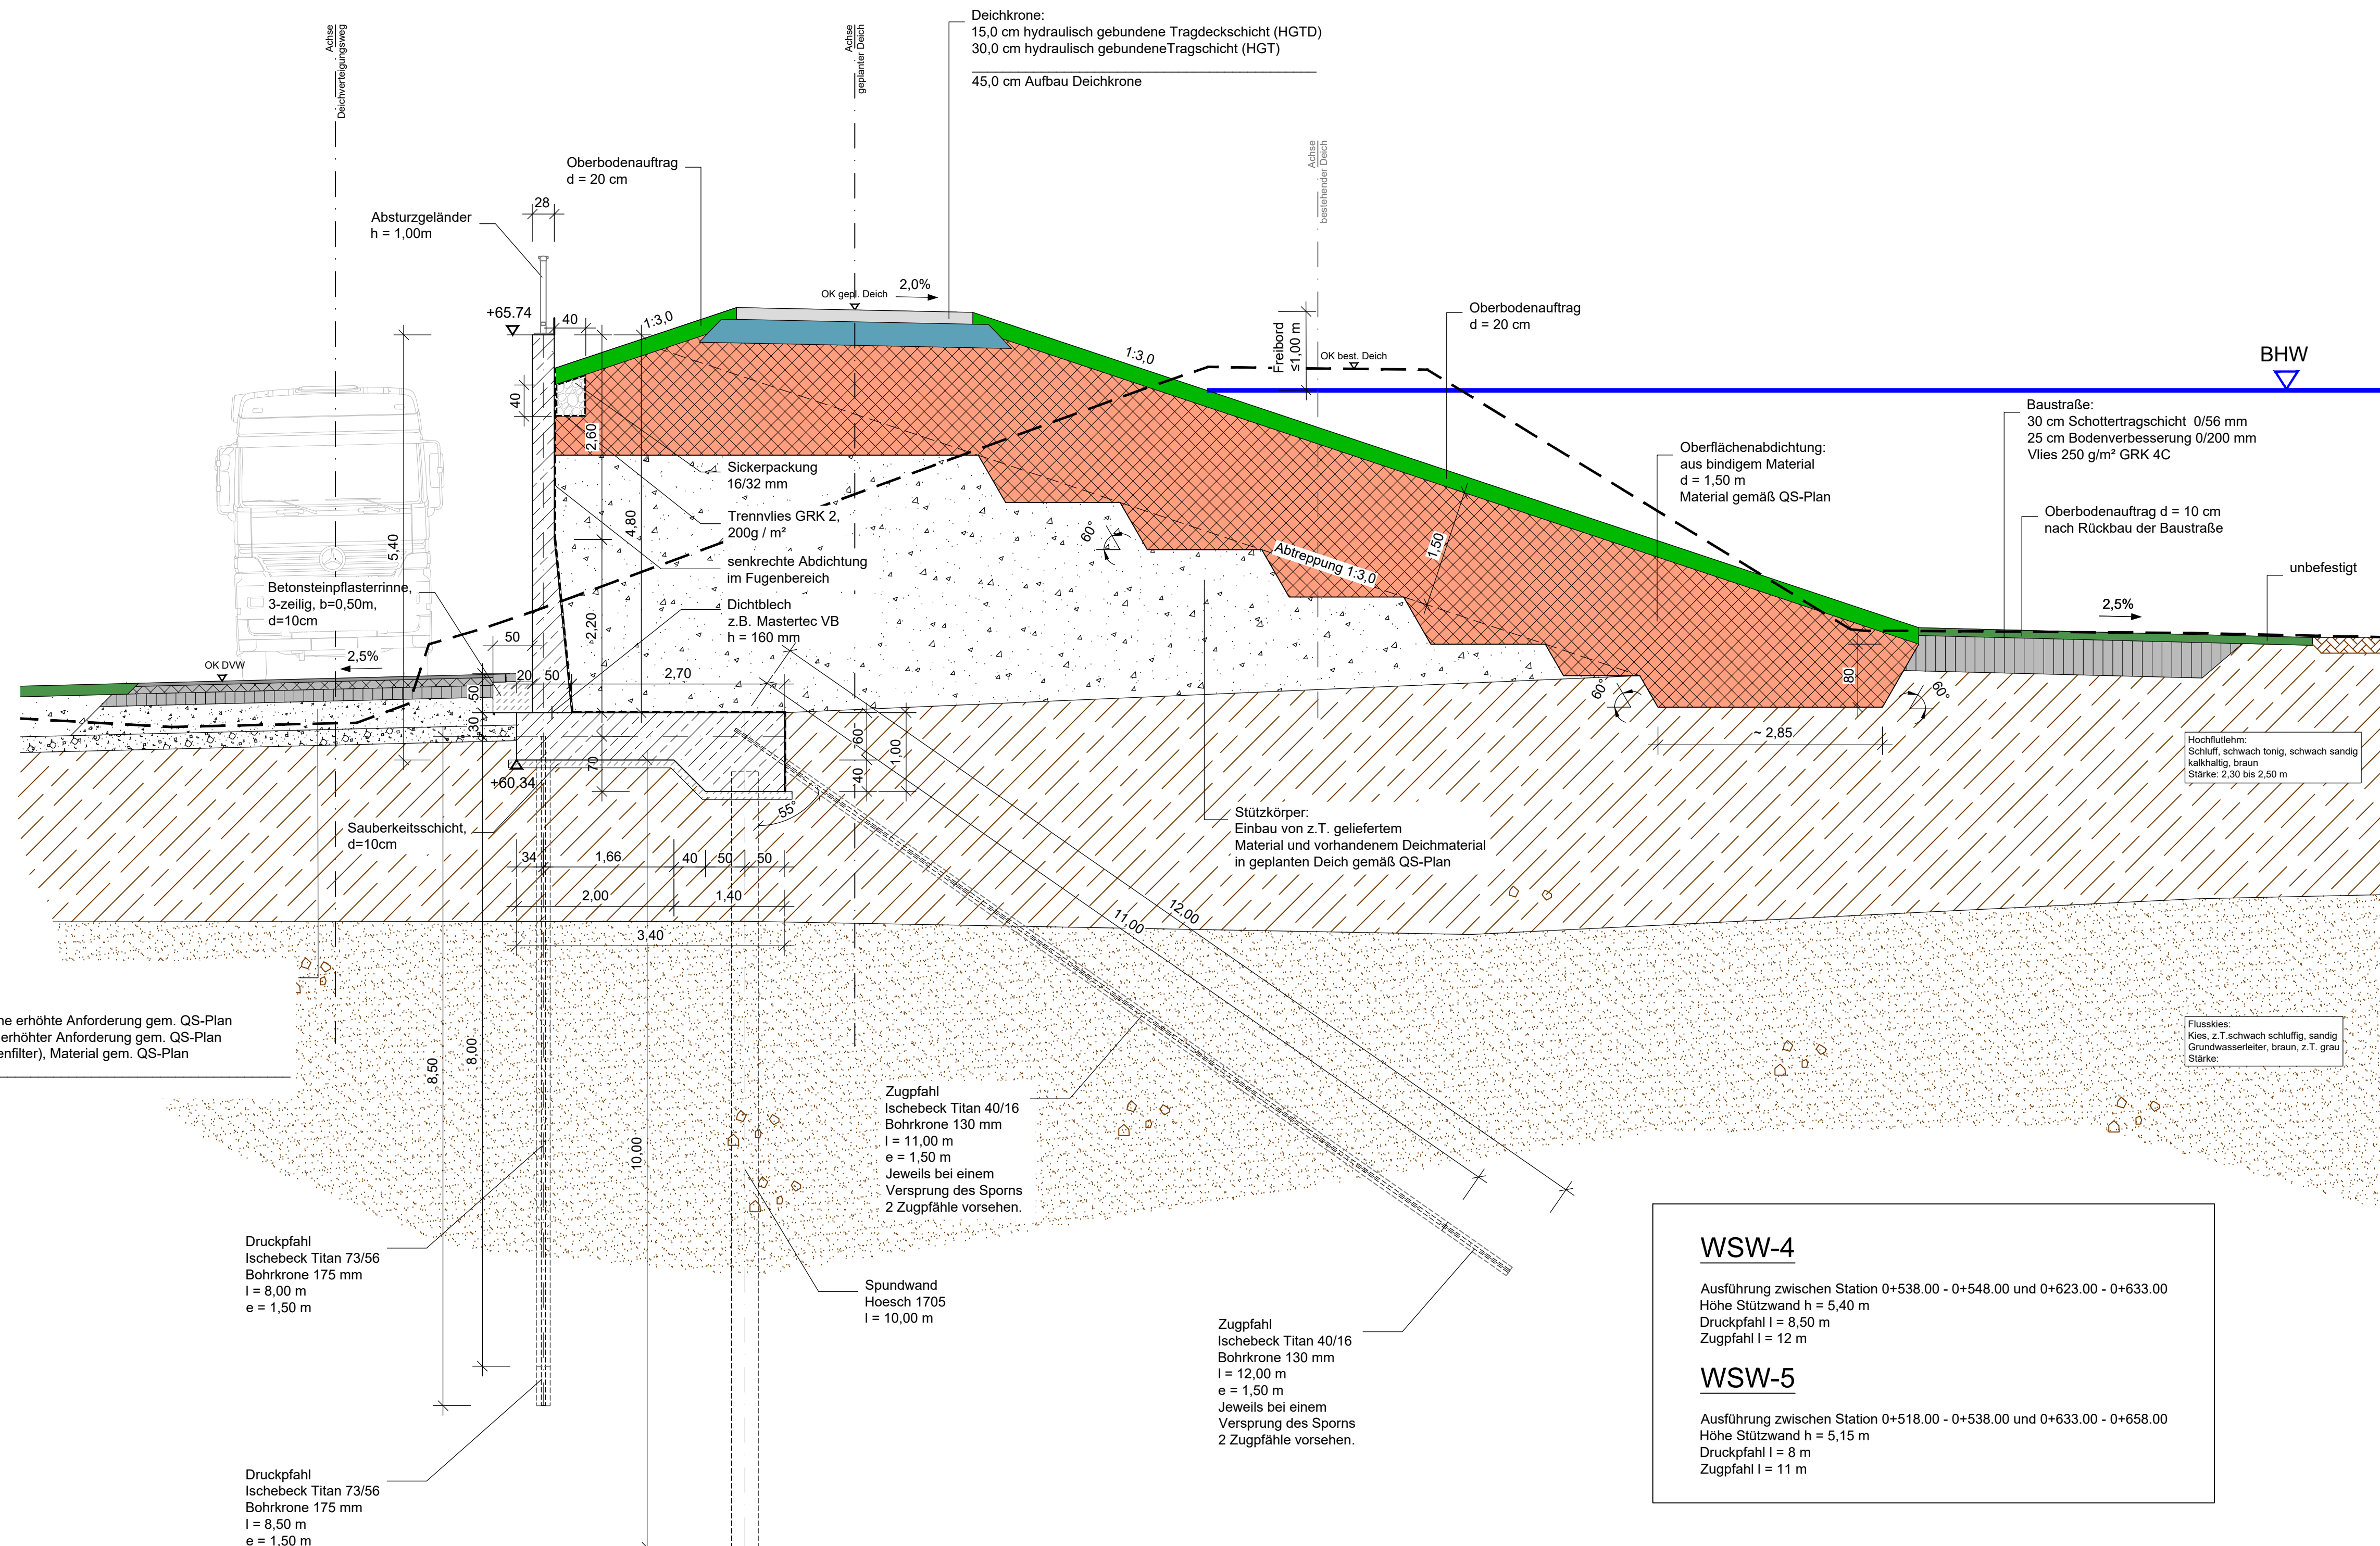 Achse
Deichverteigungsweg
Achse
geplanter Deich
Deichkrone:
15,0 cm hydraulisch gebundene Tragdeckschicht (HGTD)
30,0 cm hydraulisch gebundeneTragschicht (HGT)
45,0 cm Aufbau Deichkrone
Achse
bestehender Deich
Oberbodenauftrag
d = 20 cm
Absturzgeländer
h = 1,00m
28
+65.74
40
1:3,0
OK gepl. Deich
2,0%
1:3,0
Freibord
≤1,00 m
OK best. Deich
Oberbodenauftrag
d = 20 cm
BHW
Baustraße:
30 cm Schottertragschicht 0/56 mm
25 cm Bodenverbesserung 0/200 mm
Vlies 250 g/m² GRK 4C
Oberflächenabdichtung:
aus bindigem Material
d = 1,50 m
Material gemäß QS-Plan
Oberbodenauftrag d = 10 cm
nach Rückbau der Baustraße
unbefestigt
2,5%
40
2,60
4,80
5,40
2,20
Sickerpackung
16/32 mm
Trennvlies GRK 2,
200g / m²
senkrechte Abdichtung
im Fugenbereich
Dichtblech
z.B. Mastertec VB
h = 160 mm
60°
Abtreppung 1:3,0
1,50
Betonsteinpflasterrinne,
3-zeilig, b=0,50m,
d=10cm
50
OK DVW
2,5%
20
50
2,70
50
30
70
60
40
1,00
+60.34
60°
80
60°
~ 2,85
Hochflutlehm:
Schluff, schwach tonig, schwach sandig
kalkhaltig, braun
Stärke: 2,30 bis 2,50 m
Sauberkeitsschicht,
d=10cm
55°
Stützkörper:
Einbau von z.T. geliefertem
Material und vorhandenem Deichmaterial
in geplanten Deich gemäß QS-Plan
34
1,66
40
50
50
2,00
1,40
3,40
11,00
12,00
ne erhöhte Anforderung gem. QS-Plan
erhöhter Anforderung gem. QS-Plan
enfilter), Material gem. QS-Plan
8,50
8,00
10,00
Flusskies:
Kies, z.T.schwach schluffig, sandig
Grundwasserleiter, braun, z.T. grau
Stärke:
Zugpfahl
Ischebeck Titan 40/16
Bohrkrone 130 mm
l = 11,00 m
e = 1,50 m
Jeweils bei einem
Versprung des Sporns
2 Zugpfähle vorsehen.
Druckpfahl
Ischebeck Titan 73/56
Bohrkrone 175 mm
l = 8,00 m
e = 1,50 m
Spundwand
Hoesch 1705
l = 10,00 m
Zugpfahl
Ischebeck Titan 40/16
Bohrkrone 130 mm
l = 12,00 m
e = 1,50 m
Jeweils bei einem
Versprung des Sporns
2 Zugpfähle vorsehen.
Druckpfahl
Ischebeck Titan 73/56
Bohrkrone 175 mm
l = 8,50 m
e = 1.50 m
WSW-4
Ausführung zwischen Station 0+538.00 - 0+548.00 und 0+623.00 - 0+633.00
Höhe Stützwand h = 5,40 m
Druckpfahl l = 8,50 m
Zugpfahl l = 12 m
WSW-5
Ausführung zwischen Station 0+518.00 - 0+538.00 und 0+633.00 - 0+658.00
Höhe Stützwand h = 5,15 m
Druckpfahl l = 8 m
Zugpfahl l = 11 m